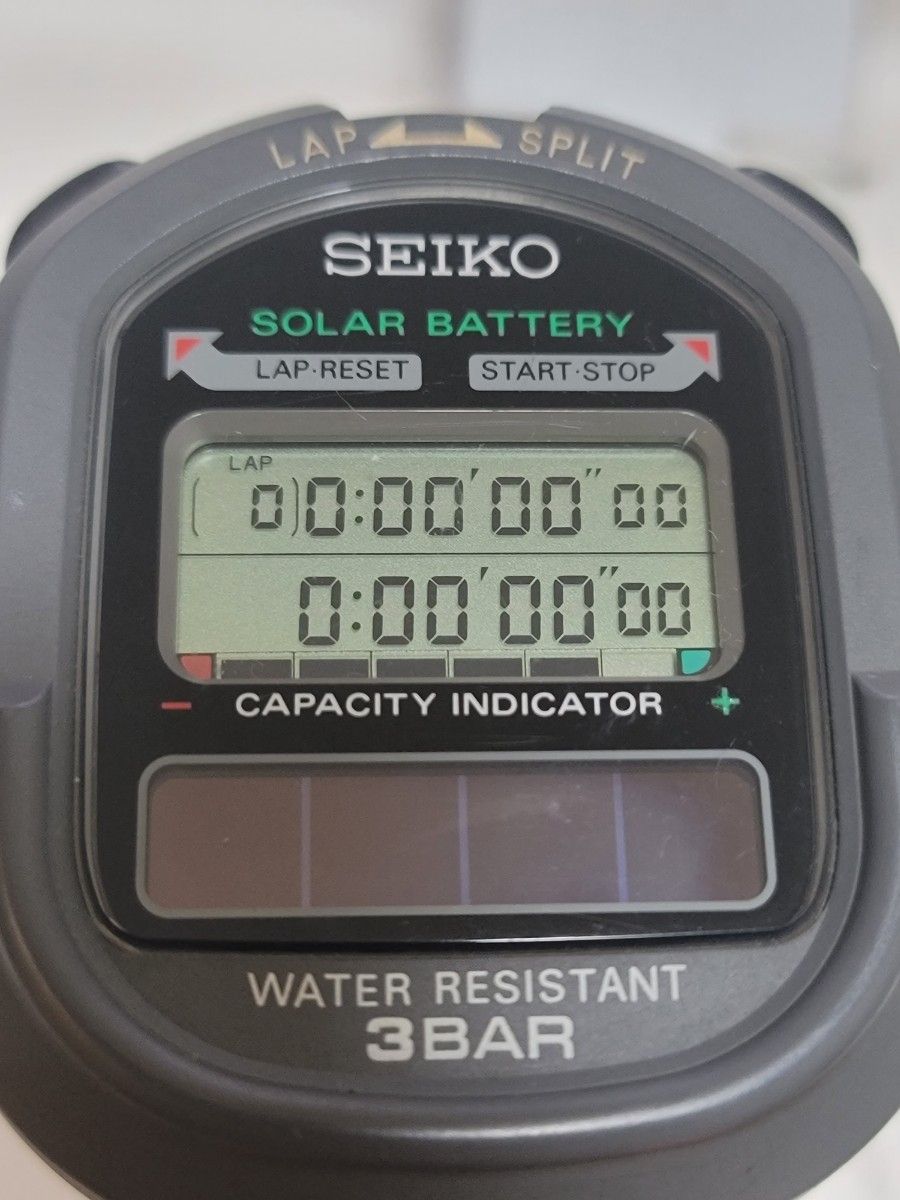 LAP SPLIT
SEIKO
SOLAR BATTERY
LAP·RESET START·STOP
LAP
( 0)0:00'00"00
0:00'00"00
− CAPACITY INDICATOR +
WATER RESISTANT
3BAR